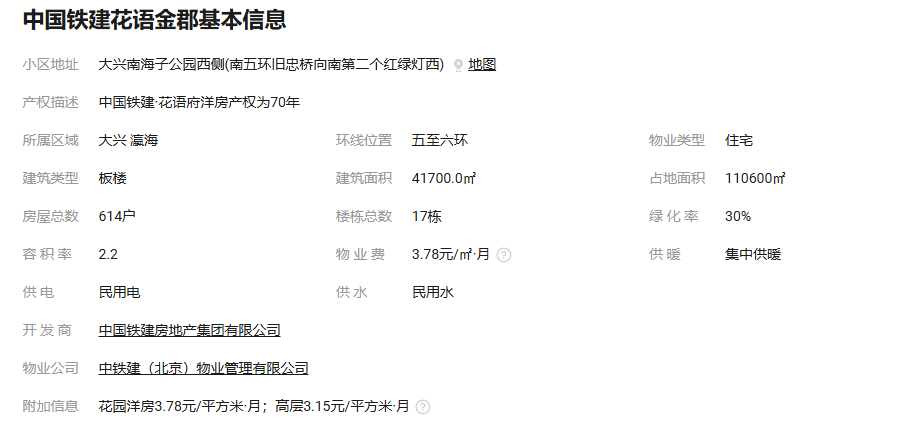 中国铁建花语金郡基本信息
小区地址 大兴南海子公园西侧(南五环旧忠桥向南第二个红绿灯西) 地图
产权描述 中国铁建·花语府洋房产权为70年
所属区域 大兴 瀛海 环线位置 五至六环 物业类型 住宅
建筑类型 板楼 建筑面积 41700.0㎡ 占地面积 110600㎡
房屋总数 614户 楼栋总数 17栋 绿 化 率 30%
容 积 率 2.2 物 业 费 3.78元/㎡·月 ? 供 暖 集中供暖
供 电 民用电 供 水 民用水
开 发 商 中国铁建房地产集团有限公司
物业公司 中铁建（北京）物业管理有限公司
附加信息 花园洋房3.78元/平方米·月；高层3.15元/平方米·月 ?